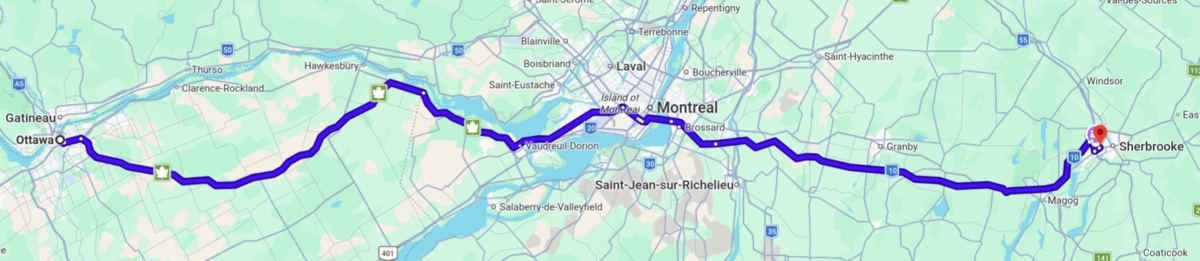 Saint-Jérôme
Val-des-Sources
Repentigny
Terrebonne
Blainville
55
50
50
Thurso
Hawkesbury
Boisbriand
Laval
Saint-Hyacinthe
Boucherville
Windsor
A5
Clarence-Rockland
Saint-Eustache
Island of
Montreal
Montreal
Gatineau
Ottawa
20
Brossard
Vaudreuil-Dorion
Granby
Sherbrooke
East
10
10
30
Saint-Jean-sur-Richelieu
Salaberry-de-Valleyfield
Magog
35
401
141
Coaticook